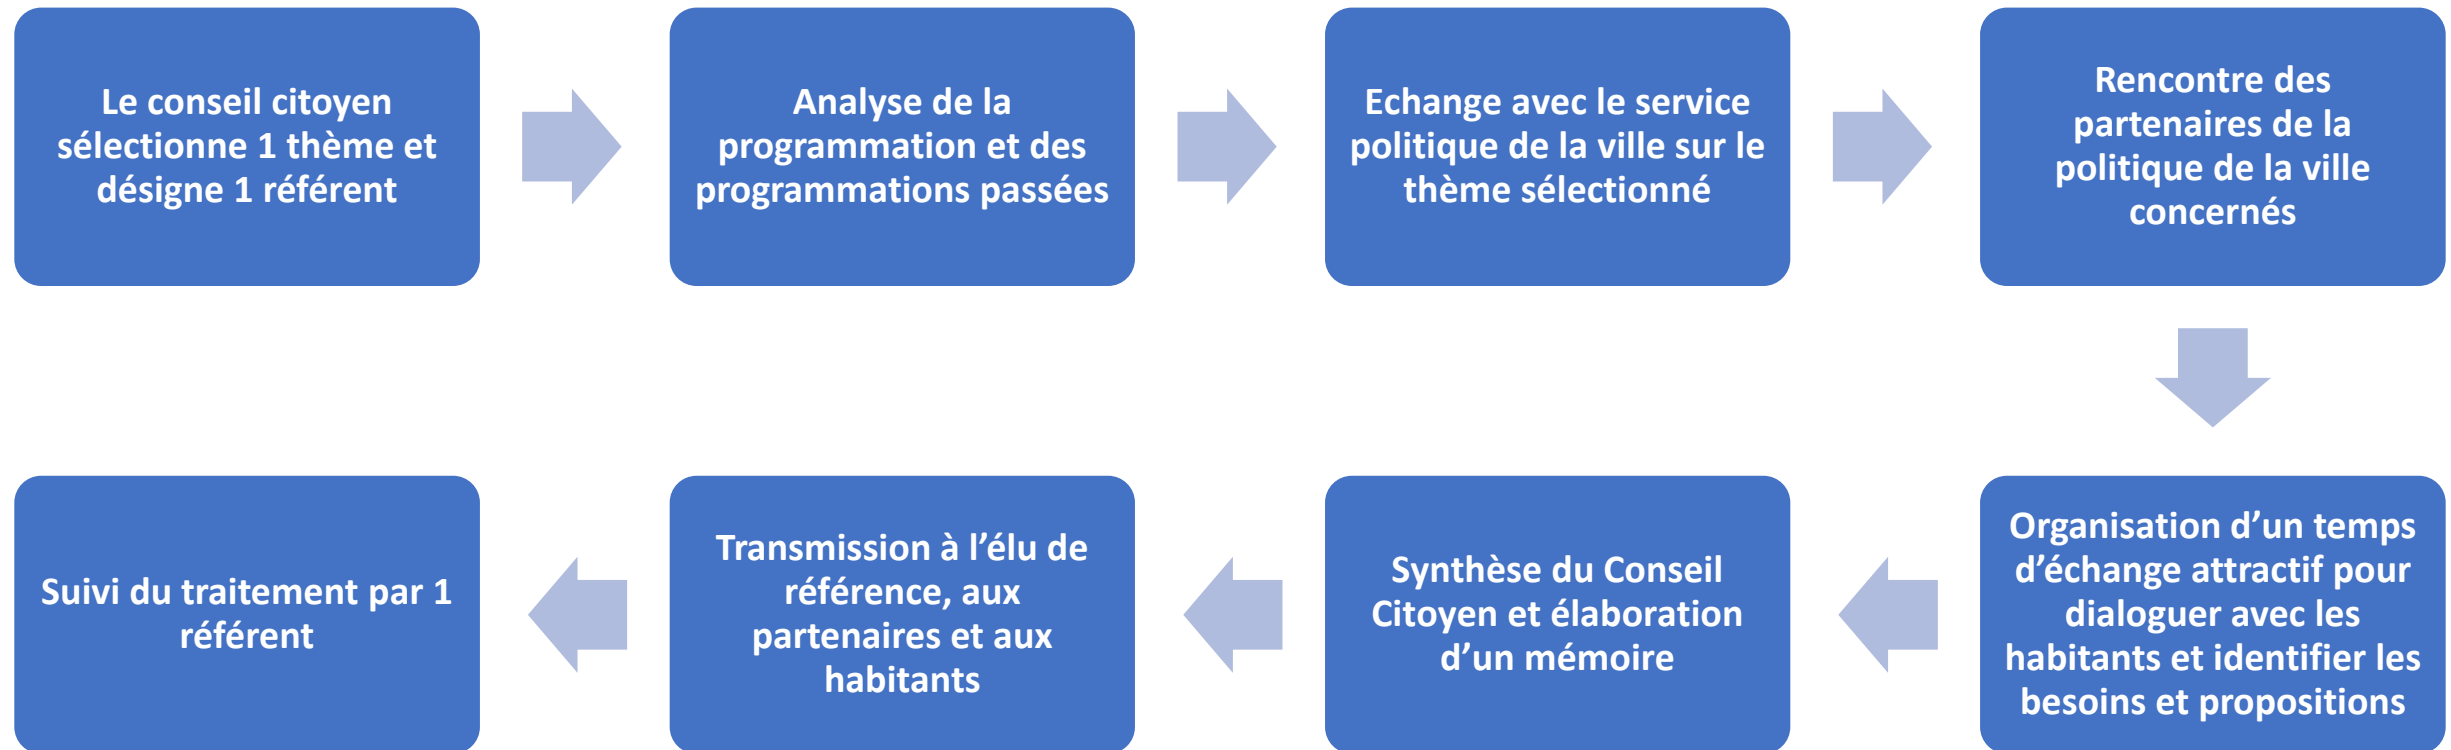 Le conseil citoyen
sélectionne 1 thème et
désigne 1 référent
Analyse de la
programmation et des
programmations passées
Echange avec le service
politique de la ville sur le
thème sélectionné
Rencontre des
partenaires de la
politique de la ville
concernés
Organisation d’un temps
d’échange attractif pour
dialoguer avec les
habitants et identifier les
besoins et propositions
Synthèse du Conseil
Citoyen et élaboration
d’un mémoire
Transmission à l’élu de
référence, aux
partenaires et aux
habitants
Suivi du traitement par 1
référent